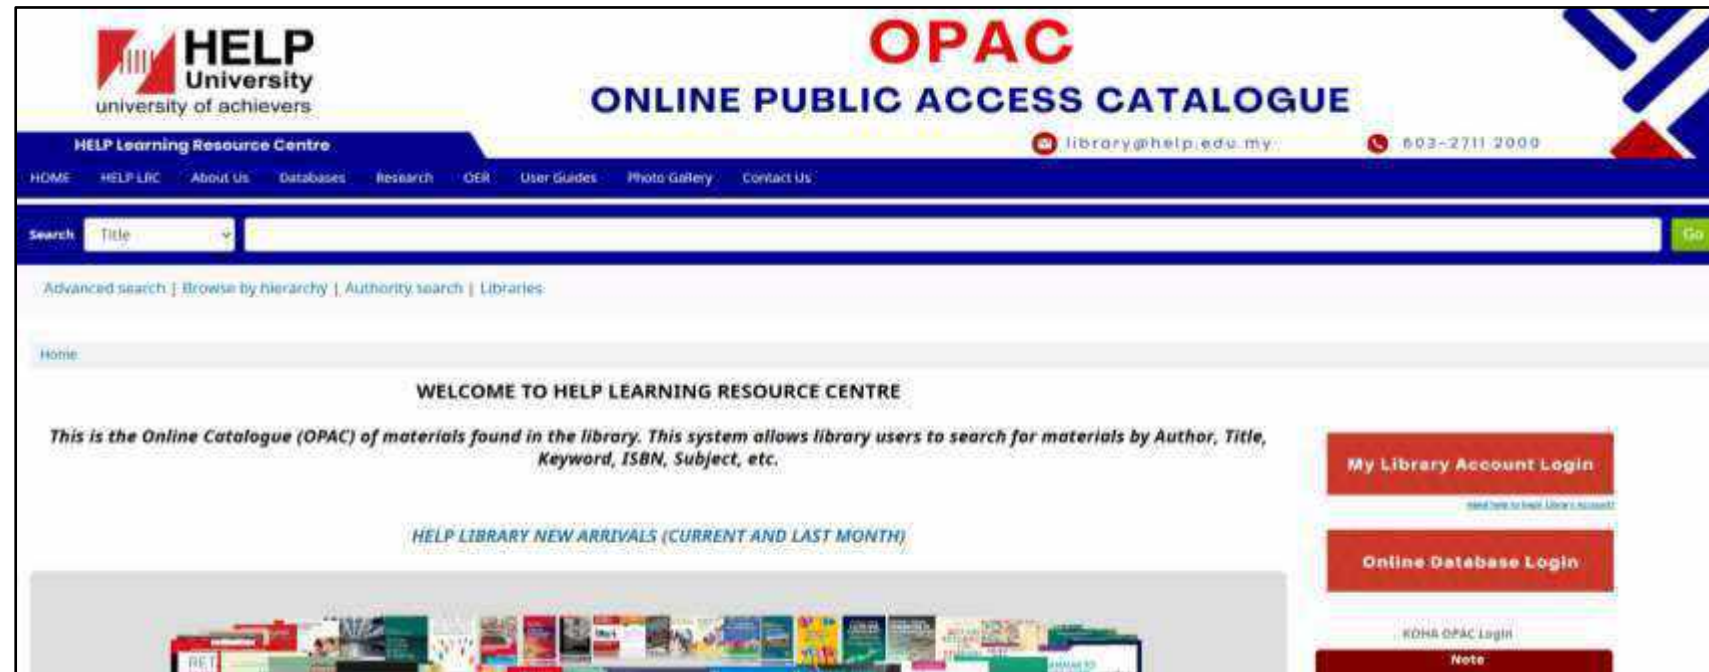 HELP
University
university of achievers
OPAC
ONLINE PUBLIC ACCESS CATALOGUE
HELP Learning Resource Centre
library@help.edu.my
603-2711 2000
HOME HELP LRC About Us Databases Research OER User Guides Photo Gallery Contact Us
Search Title Go
Advanced search | Browse by hierarchy | Authority search | Libraries
Home
WELCOME TO HELP LEARNING RESOURCE CENTRE
This is the Online Catalogue (OPAC) of materials found in the library. This system allows library users to search for materials by Author, Title,
Keyword, ISBN, Subject, etc.
My Library Account Login
HELP LIBRARY NEW ARRIVALS (CURRENT AND LAST MONTH)
Online Database Login
KOHA OPAC Login
Note